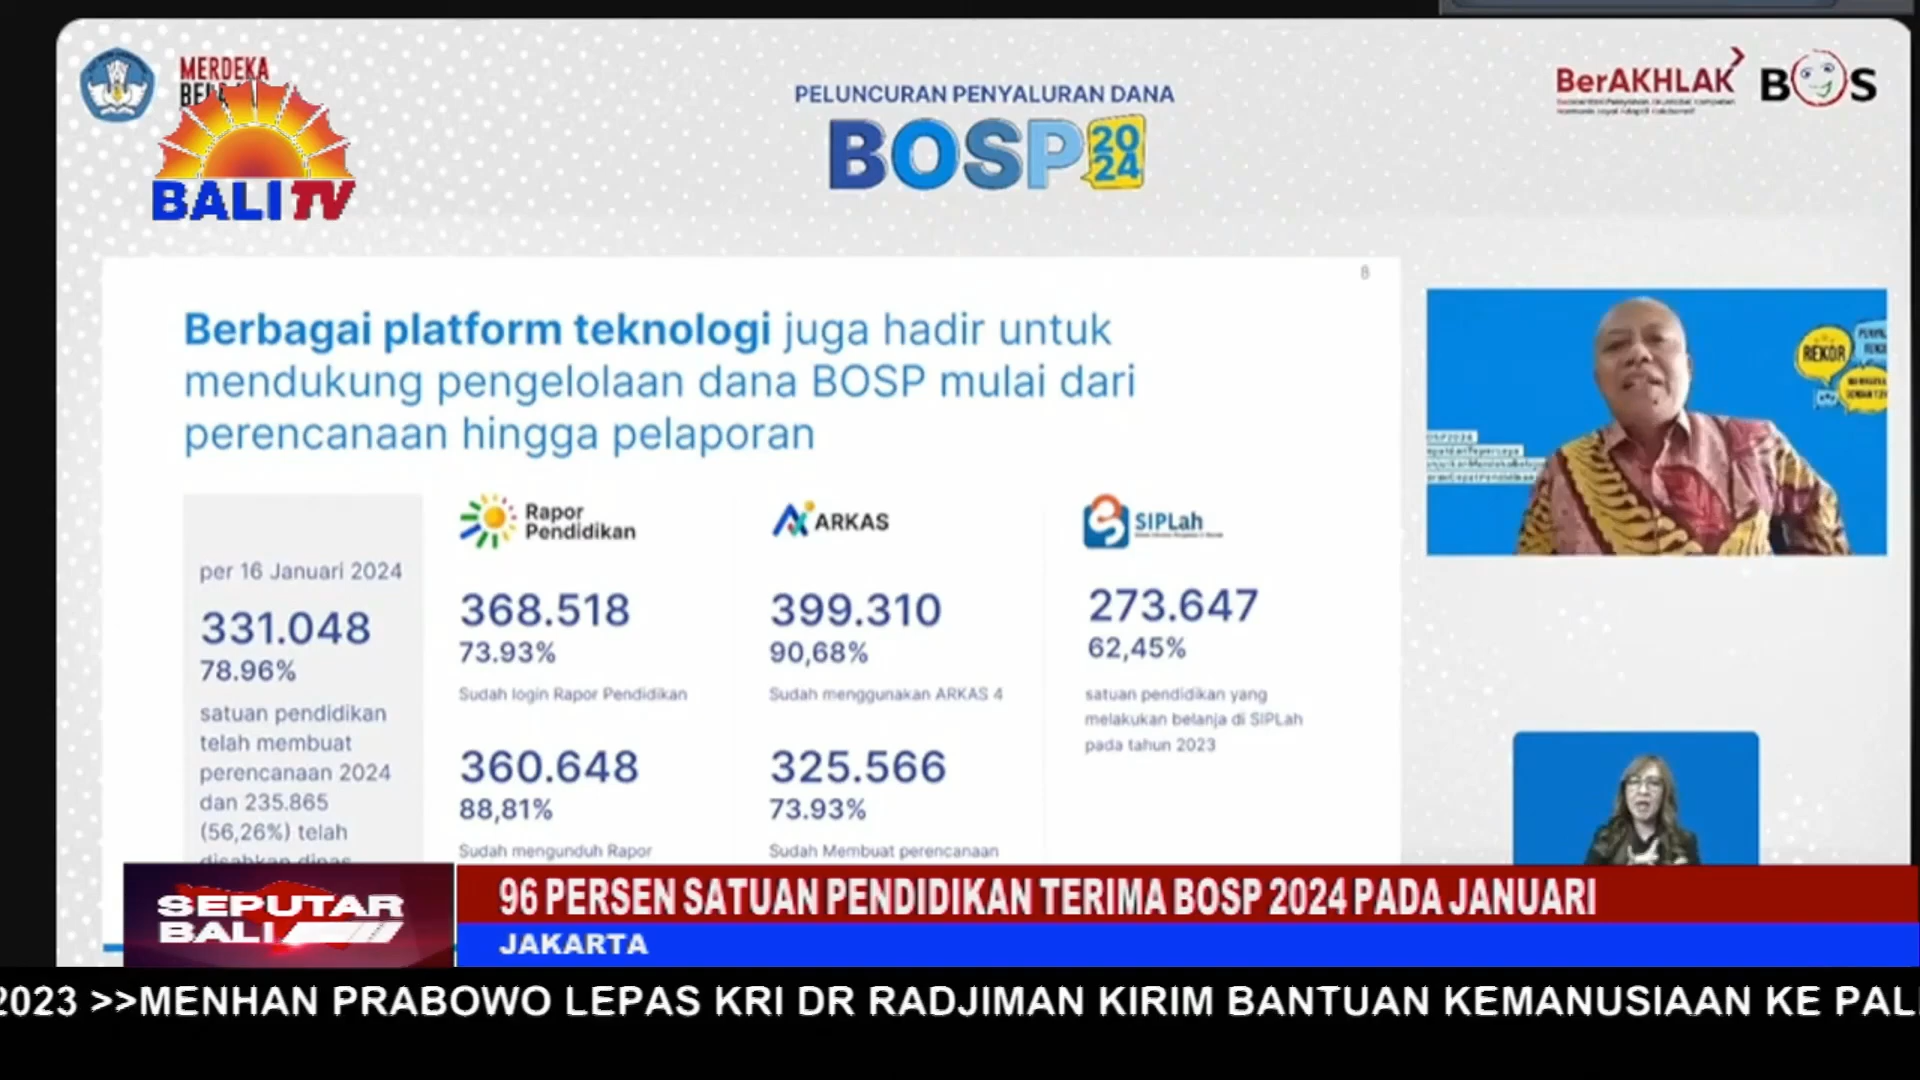 MERDEKA
BALI TV
PELUNCURAN PENYALURAN DANA
BOSP 2024
BerAKHLAK
BOS
8
Berbagai platform teknologi juga hadir untuk
mendukung pengelolaan dana BOSP mulai dari
perencanaan hingga pelaporan
per 16 Januari 2024
331.048
78.96%
satuan pendidikan
telah membuat
perencanaan 2024
dan 235.865
(56,26%) telah
disahkan dinas
Rapor
Pendidikan
368.518
73.93%
Sudah login Rapor Pendidikan
360.648
88,81%
Sudah mengunduh Rapor
ARKAS
399.310
90,68%
Sudah menggunakan ARKAS 4
325.566
73.93%
Sudah Membuat perencanaan
SIPLah
273.647
62,45%
satuan pendidikan yang
melakukan belanja di SIPLah
pada tahun 2023
REKOR
SEPUTAR
BALI
96 PERSEN SATUAN PENDIDIKAN TERIMA BOSP 2024 PADA JANUARI
JAKARTA
2023 >>MENHAN PRABOWO LEPAS KRI DR RADJIMAN KIRIM BANTUAN KEMANUSIAAN KE PAL